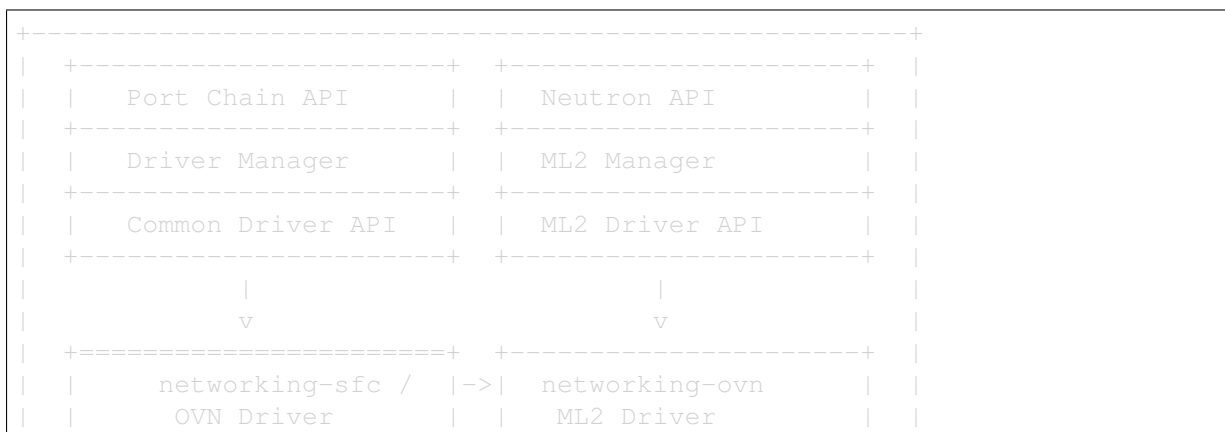 +-------------------------------------------------------+
|  +-----------------------+  +----------------------+  |
|  |   Port Chain API      |  |  Neutron API         |  |
|  +-----------------------+  +----------------------+  |
|  |   Driver Manager      |  |  ML2 Manager         |  |
|  +-----------------------+  +----------------------+  |
|  |   Common Driver API   |  |  ML2 Driver API      |  |
|  +-----------------------+  +----------------------+  |
|             |                         |               |
|             v                         v               |
|  +=======================+  +----------------------+  |
|  |     networking-sfc /  |->|  networking-ovn      |  |
|  |      OVN Driver       |  |   ML2 Driver         |  |